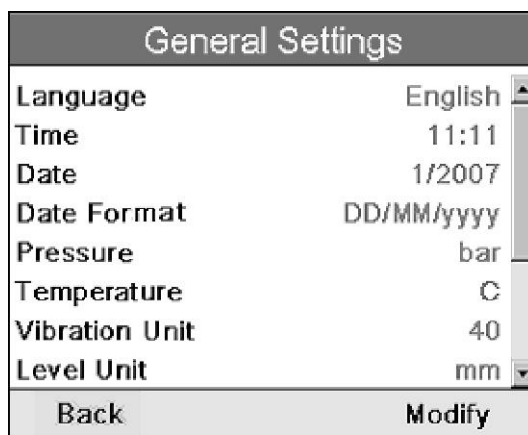 General Settings
Language English
Time 11:11
Date 1/2007
Date Format DD/MM/yyyy
Pressure bar
Temperature C
Vibration Unit 40
Level Unit mm
Back Modify